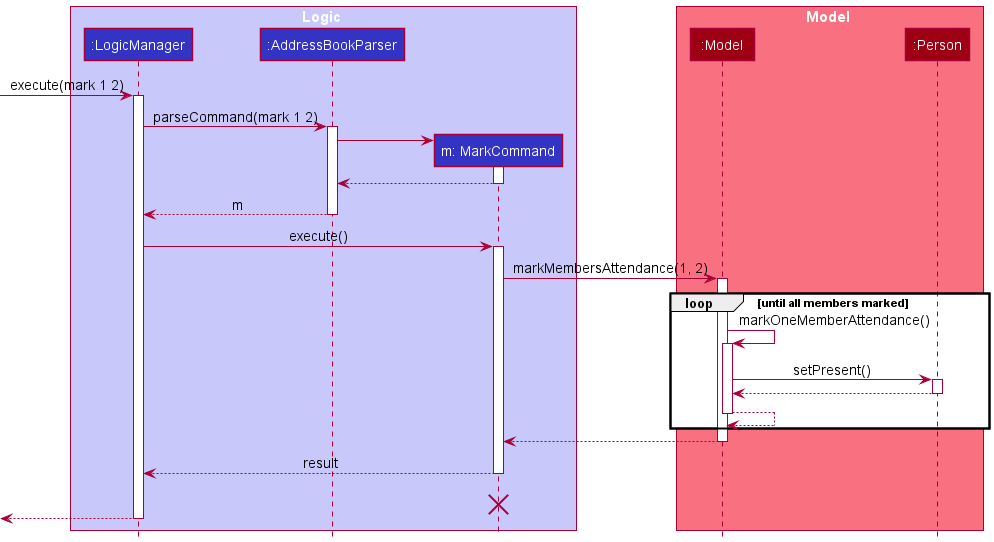 Logic
Model
:LogicManager
:AddressBookParser
:Model
:Person
execute(mark 1 2)
parseCommand(mark 1 2)
m: MarkCommand
m
execute()
markMembersAttendance(1, 2)
loop
[until all members marked]
markOneMemberAttendance()
setPresent()
result